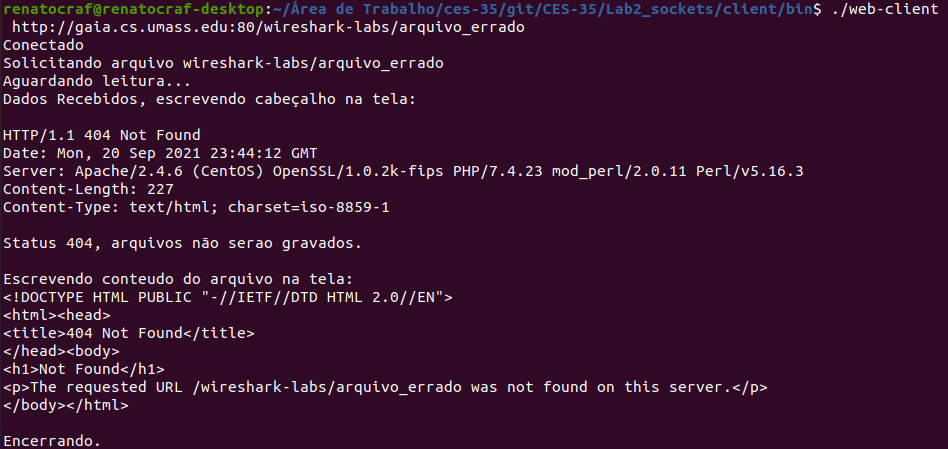 renatocraf@renatocraf-desktop:~/Área de Trabalho/ces-35/git/CES-35/Lab2_sockets/client/bin$ ./web-client
http://gaia.cs.umass.edu:80/wireshark-labs/arquivo_errado
Conectado
Solicitando arquivo wireshark-labs/arquivo_errado
Aguardando leitura...
Dados Recebidos, escrevendo cabeçalho na tela:

HTTP/1.1 404 Not Found
Date: Mon, 20 Sep 2021 23:44:12 GMT
Server: Apache/2.4.6 (CentOS) OpenSSL/1.0.2k-fips PHP/7.4.23 mod_perl/2.0.11 Perl/v5.16.3
Content-Length: 227
Content-Type: text/html; charset=iso-8859-1

Status 404, arquivos não serao gravados.

Escrevendo conteudo do arquivo na tela:
<!DOCTYPE HTML PUBLIC "-//IETF//DTD HTML 2.0//EN">
<html><head>
<title>404 Not Found</title>
</head><body>
<h1>Not Found</h1>
<p>The requested URL /wireshark-labs/arquivo_errado was not found on this server.</p>
</body></html>

Encerrando.